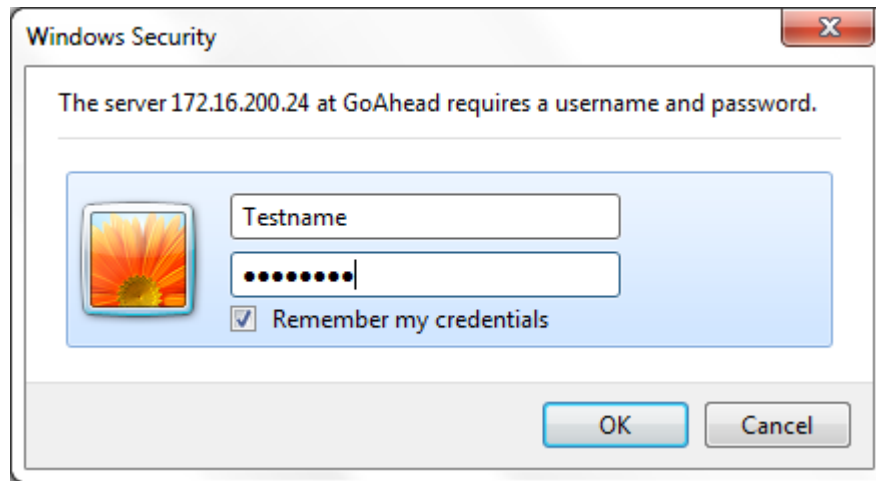 Windows Security
The server 172.16.200.24 at GoAhead requires a username and password.
Testname
●●●●●●●●
Remember my credentials
OK
Cancel